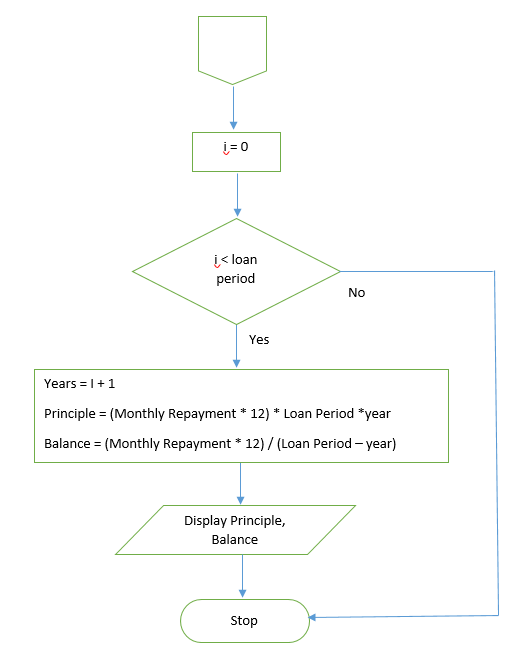 i = 0
i < loan
period
No
Yes
Years = I + 1
Principle = (Monthly Repayment * 12) * Loan Period *year
Balance = (Monthly Repayment * 12) / (Loan Period – year)
Display Principle,
Balance
Stop